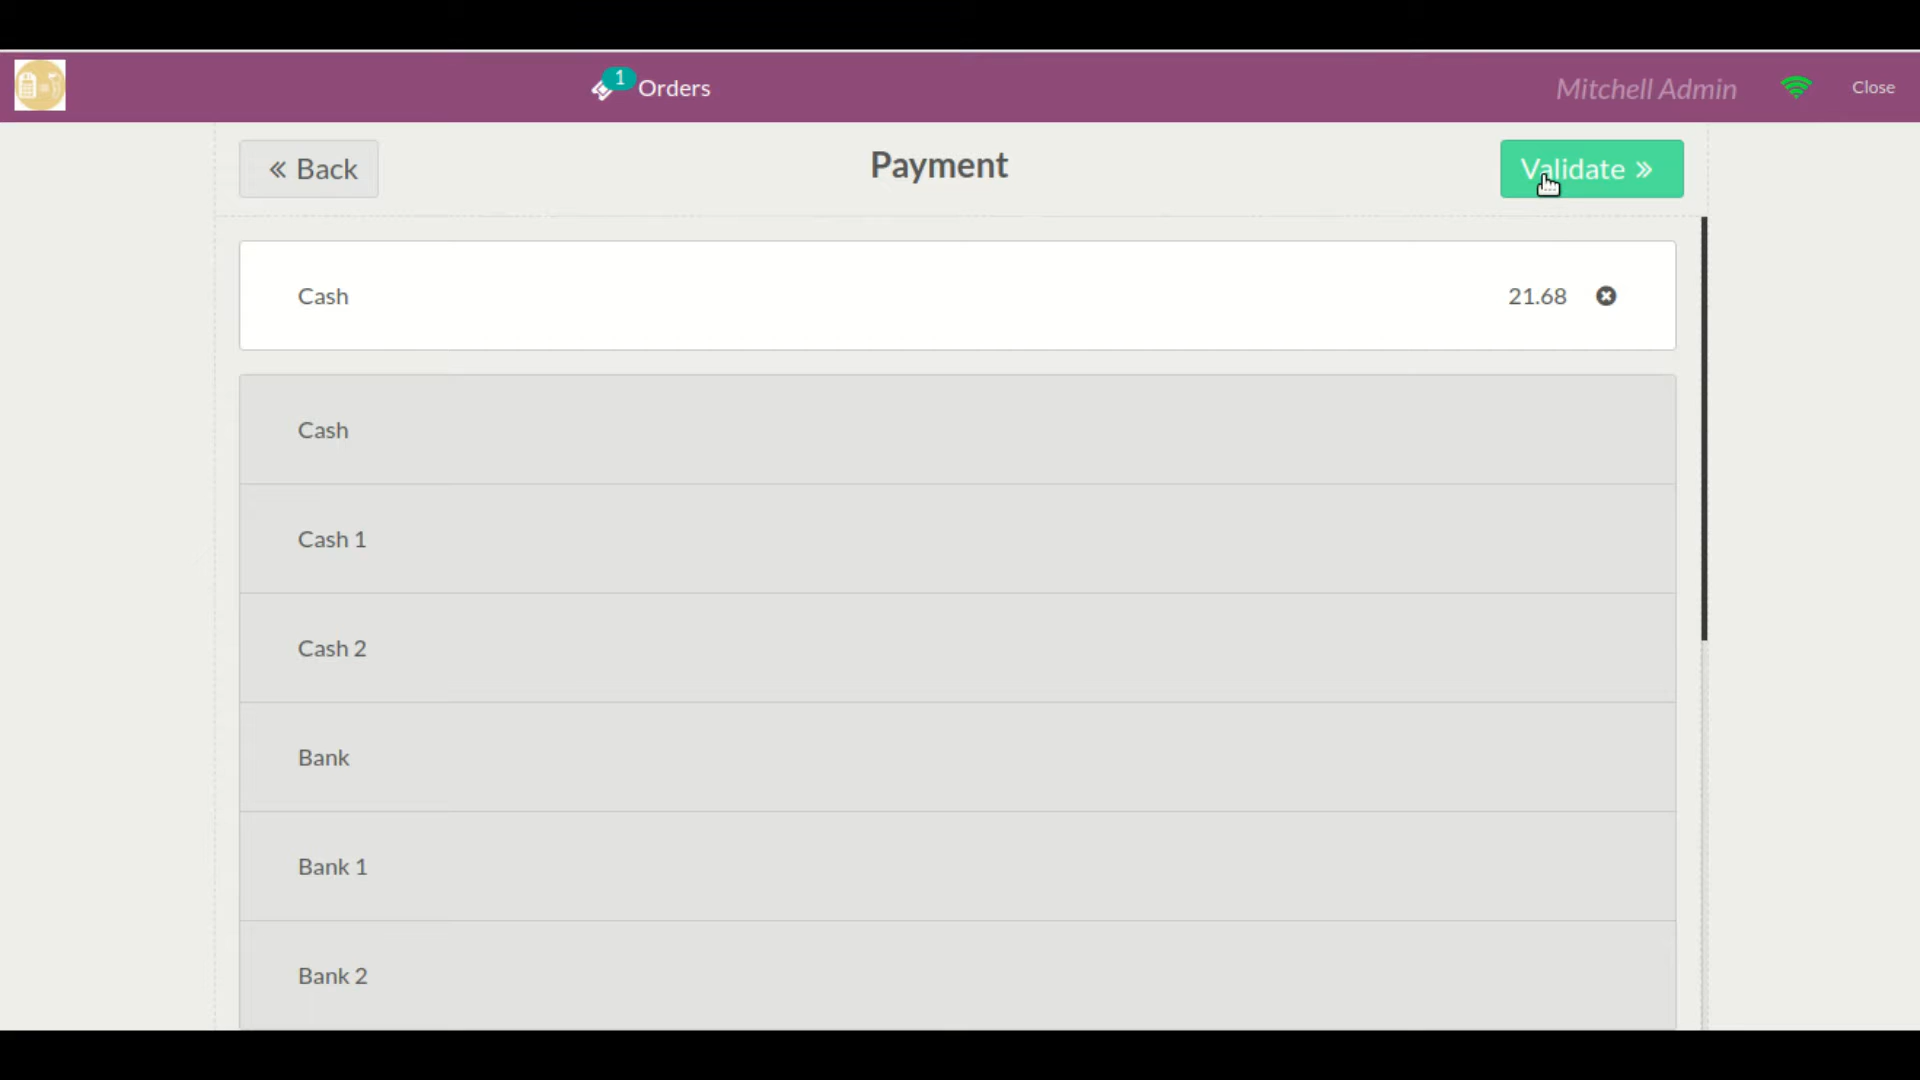 1 Orders
Mitchell Admin
Close
« Back
Payment
Validate »
Cash 21.68
Cash
Cash 1
Cash 2
Bank
Bank 1
Bank 2